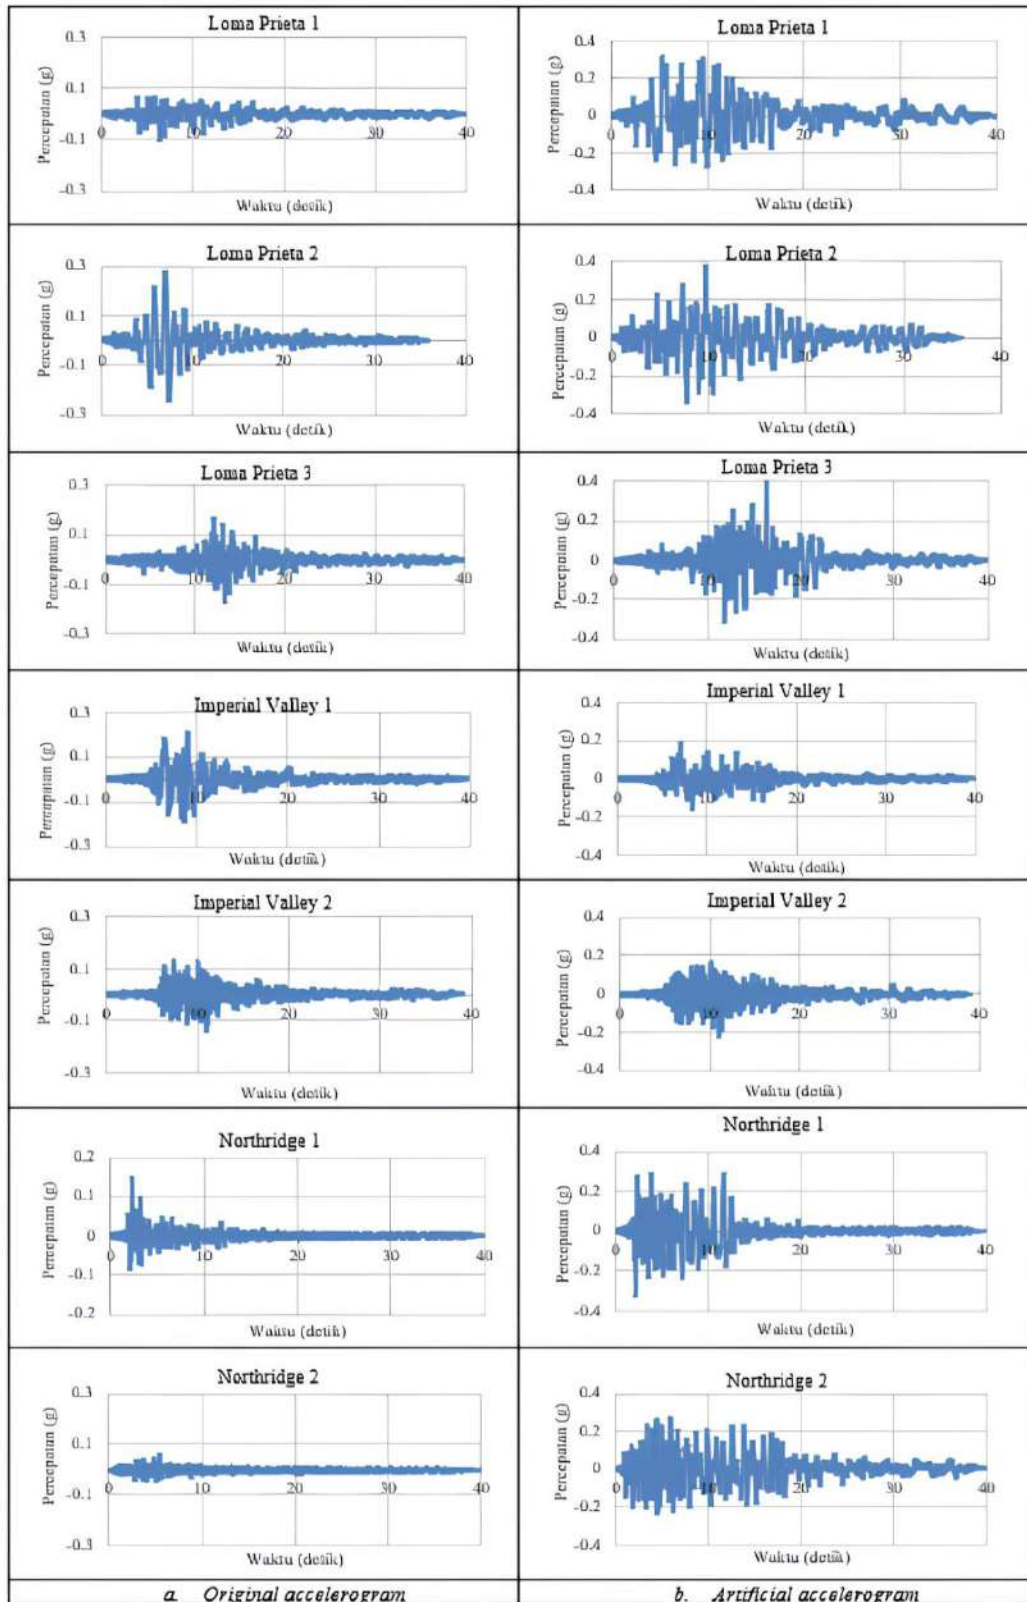 Loma Prieta 1
0.3
0.1
-0.1
-0.3
0 10 20 30 40
Percepatan (g)
Waktu (detik)
Loma Prieta 1
0.4
0.2
0
-0.2
-0.4
0 10 20 30 40
Percepatan (g)
Waktu (detik)
Loma Prieta 2
0.3
0.1
-0.1
-0.3
0 10 20 30 40
Percepatan (g)
Waktu (detik)
Loma Prieta 2
0.4
0.2
0
-0.2
-0.4
0 10 20 30 40
Percepatan (g)
Waktu (detik)
Loma Prieta 3
0.3
0.1
-0.1
-0.3
0 10 20 30 40
Percepatan (g)
Waktu (detik)
Loma Prieta 3
0.4
0.2
0
-0.2
-0.4
0 10 20 30 40
Percepatan (g)
Waktu (detik)
Imperial Valley 1
0.3
0.1
-0.1
-0.3
0 10 20 30 40
Percepatan (g)
Waktu (detik)
Imperial Valley 1
0.4
0.2
0
-0.2
-0.4
0 10 20 30 40
Percepatan (g)
Waktu (detik)
Imperial Valley 2
0.3
0.1
-0.1
-0.3
0 10 20 30 40
Percepatan (g)
Waktu (detik)
Imperial Valley 2
0.4
0.2
0
-0.2
-0.4
0 10 20 30 40
Percepatan (g)
Waktu (detik)
Northridge 1
0.2
0.1
0
-0.1
-0.2
0 10 20 30 40
Percepatan (g)
Waktu (detik)
Northridge 1
0.4
0.2
0
-0.2
-0.4
0 10 20 30 40
Percepatan (g)
Waktu (detik)
Northridge 2
0.3
0.1
-0.1
-0.3
0 10 20 30 40
Percepatan (g)
Waktu (detik)
Northridge 2
0.4
0.2
0
-0.2
-0.4
0 10 20 30 40
Percepatan (g)
Waktu (detik)
a. Original accelerogram
b. Artificial accelerogram